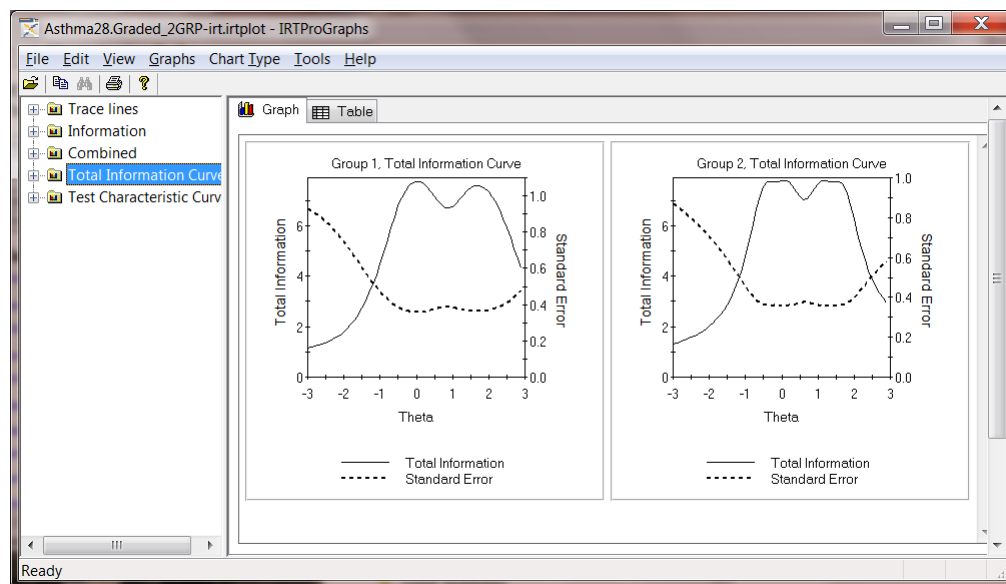 Asthma28.Graded_2GRP-irt.irtplot - IRTProGraphs
File Edit View Graphs Chart Type Tools Help
Trace lines
Information
Combined
Total Information Curve
Test Characteristic Curv
Graph Table
Group 1, Total Information Curve
Total Information
0 2 4 6
Standard Error
0.0 0.2 0.4 0.6 0.8 1.0
-3 -2 -1 0 1 2 3
Theta
Total Information
Standard Error
Group 2, Total Information Curve
Total Information
0 2 4 6
Standard Error
0.0 0.2 0.4 0.6 0.8 1.0
-3 -2 -1 0 1 2 3
Theta
Total Information
Standard Error
Ready